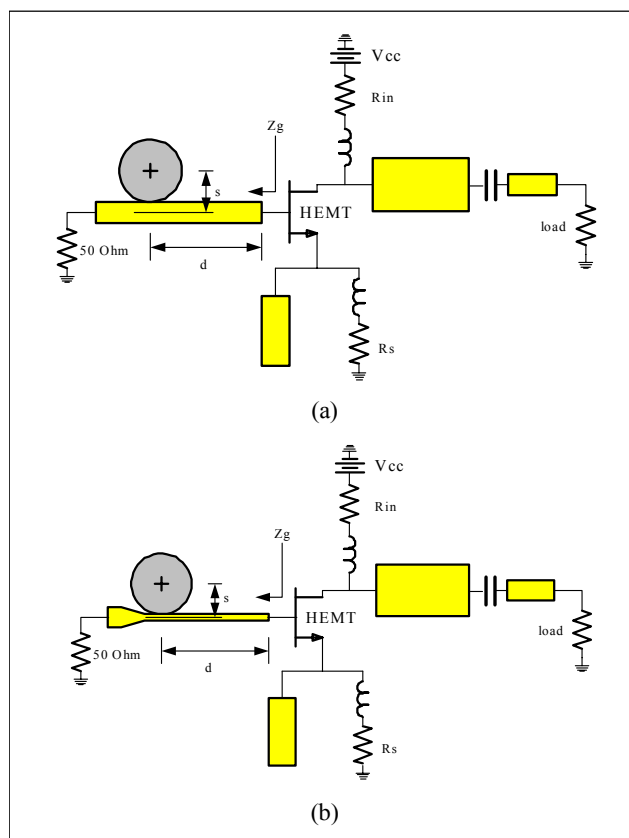 Vcc
Rin
Zg
s
HEMT
50 Ohm
d
load
Rs
(a)
Vcc
Rin
Zg
s
HEMT
50 Ohm
d
load
Rs
(b)